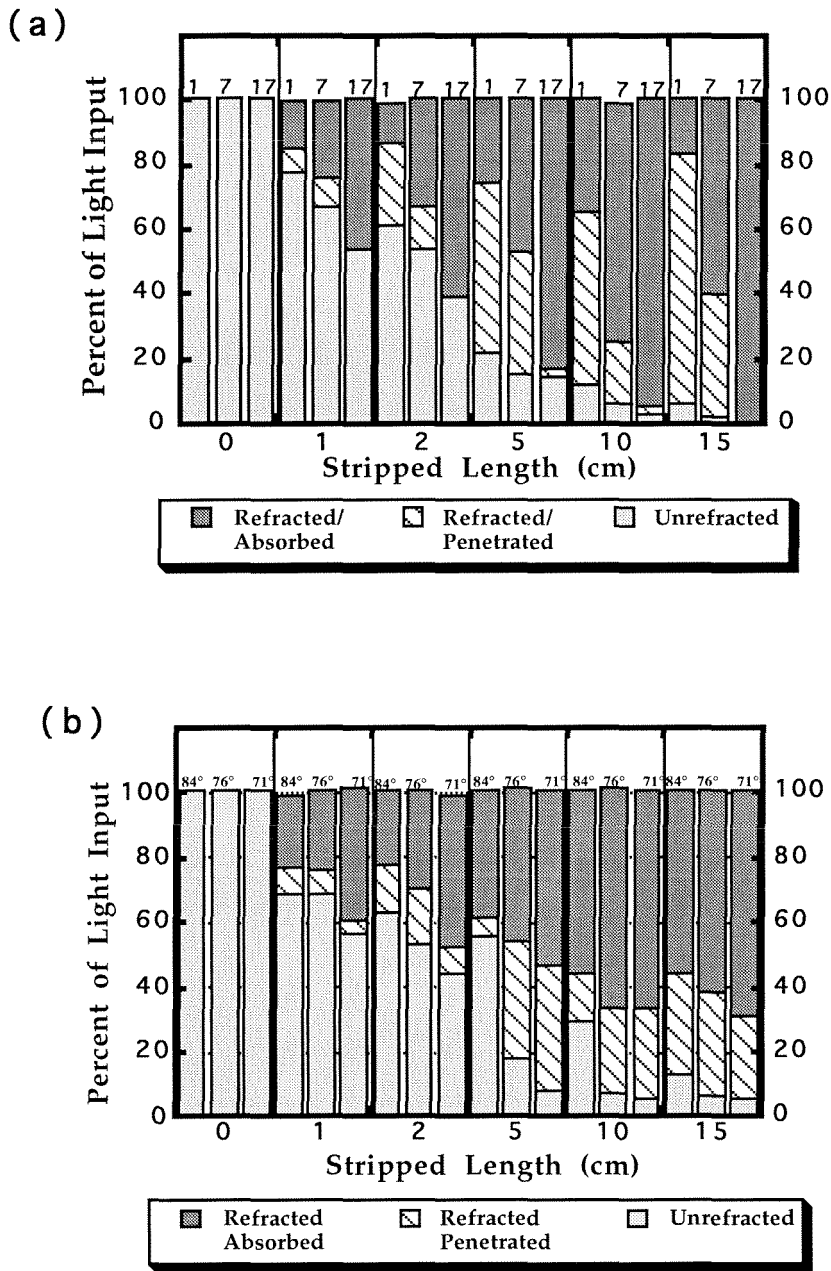 (a)
Percent of Light Input
1 7 17 1 7 17 1 7 17 1 7 17 1 7 17 1 7 17
100 100
80 80
60 60
40 40
20 20
0 0
0 1 2 5 10 15
Stripped Length (cm)
Refracted/ Refracted/ Unrefracted
Absorbed Penetrated
(b)
Percent of Light Input
84° 76° 71° 84° 76° 71° 84° 76° 71° 84° 76° 71° 84° 76° 71° 84° 76° 71°
100 100
80 80
60 60
40 40
20 20
0 0
0 1 2 5 10 15
Stripped Length (cm)
Refracted Refracted Unrefracted
Absorbed Penetrated